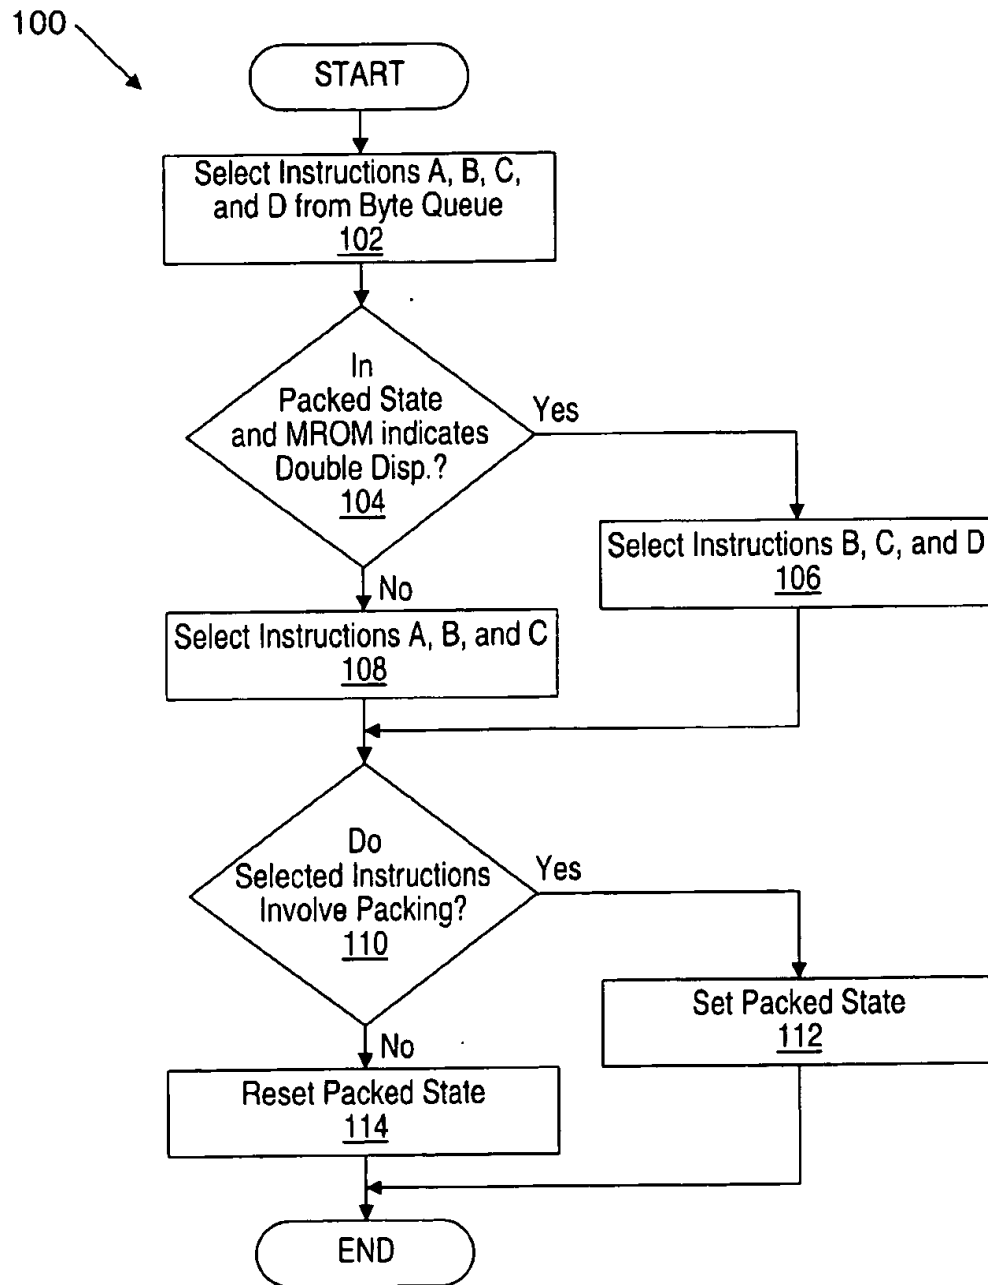 100
START
Select Instructions A, B, C,
and D from Byte Queue
102
In
Packed State
and MROM indicates
Double Disp.?
104
Yes
Select Instructions B, C, and D
106
No
Select Instructions A, B, and C
108
Do
Selected Instructions
Involve Packing?
110
Yes
Set Packed State
112
No
Reset Packed State
114
END